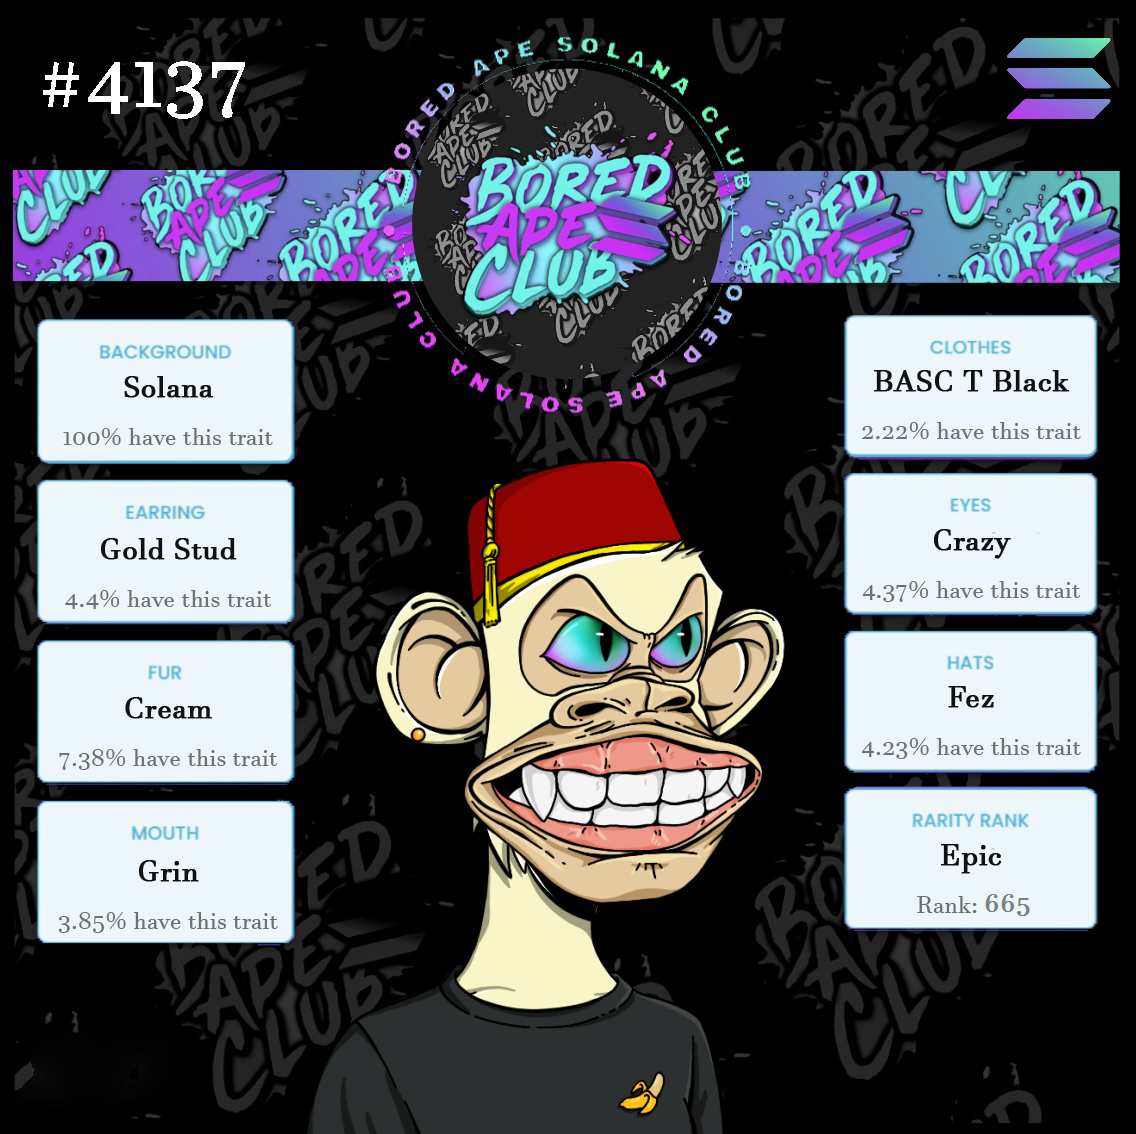 #4137
BORED APE SOLANA CLUB
BORED APE SOLANA CLUB
BORED
APE
CLUB
BACKGROUND
Solana
100% have this trait
EARRING
Gold Stud
4.4% have this trait
FUR
Cream
7.38% have this trait
MOUTH
Grin
3.85% have this trait
CLOTHES
BASC T Black
2.22% have this trait
EYES
Crazy
4.37% have this trait
HATS
Fez
4.23% have this trait
RARITY RANK
Epic
Rank: 665